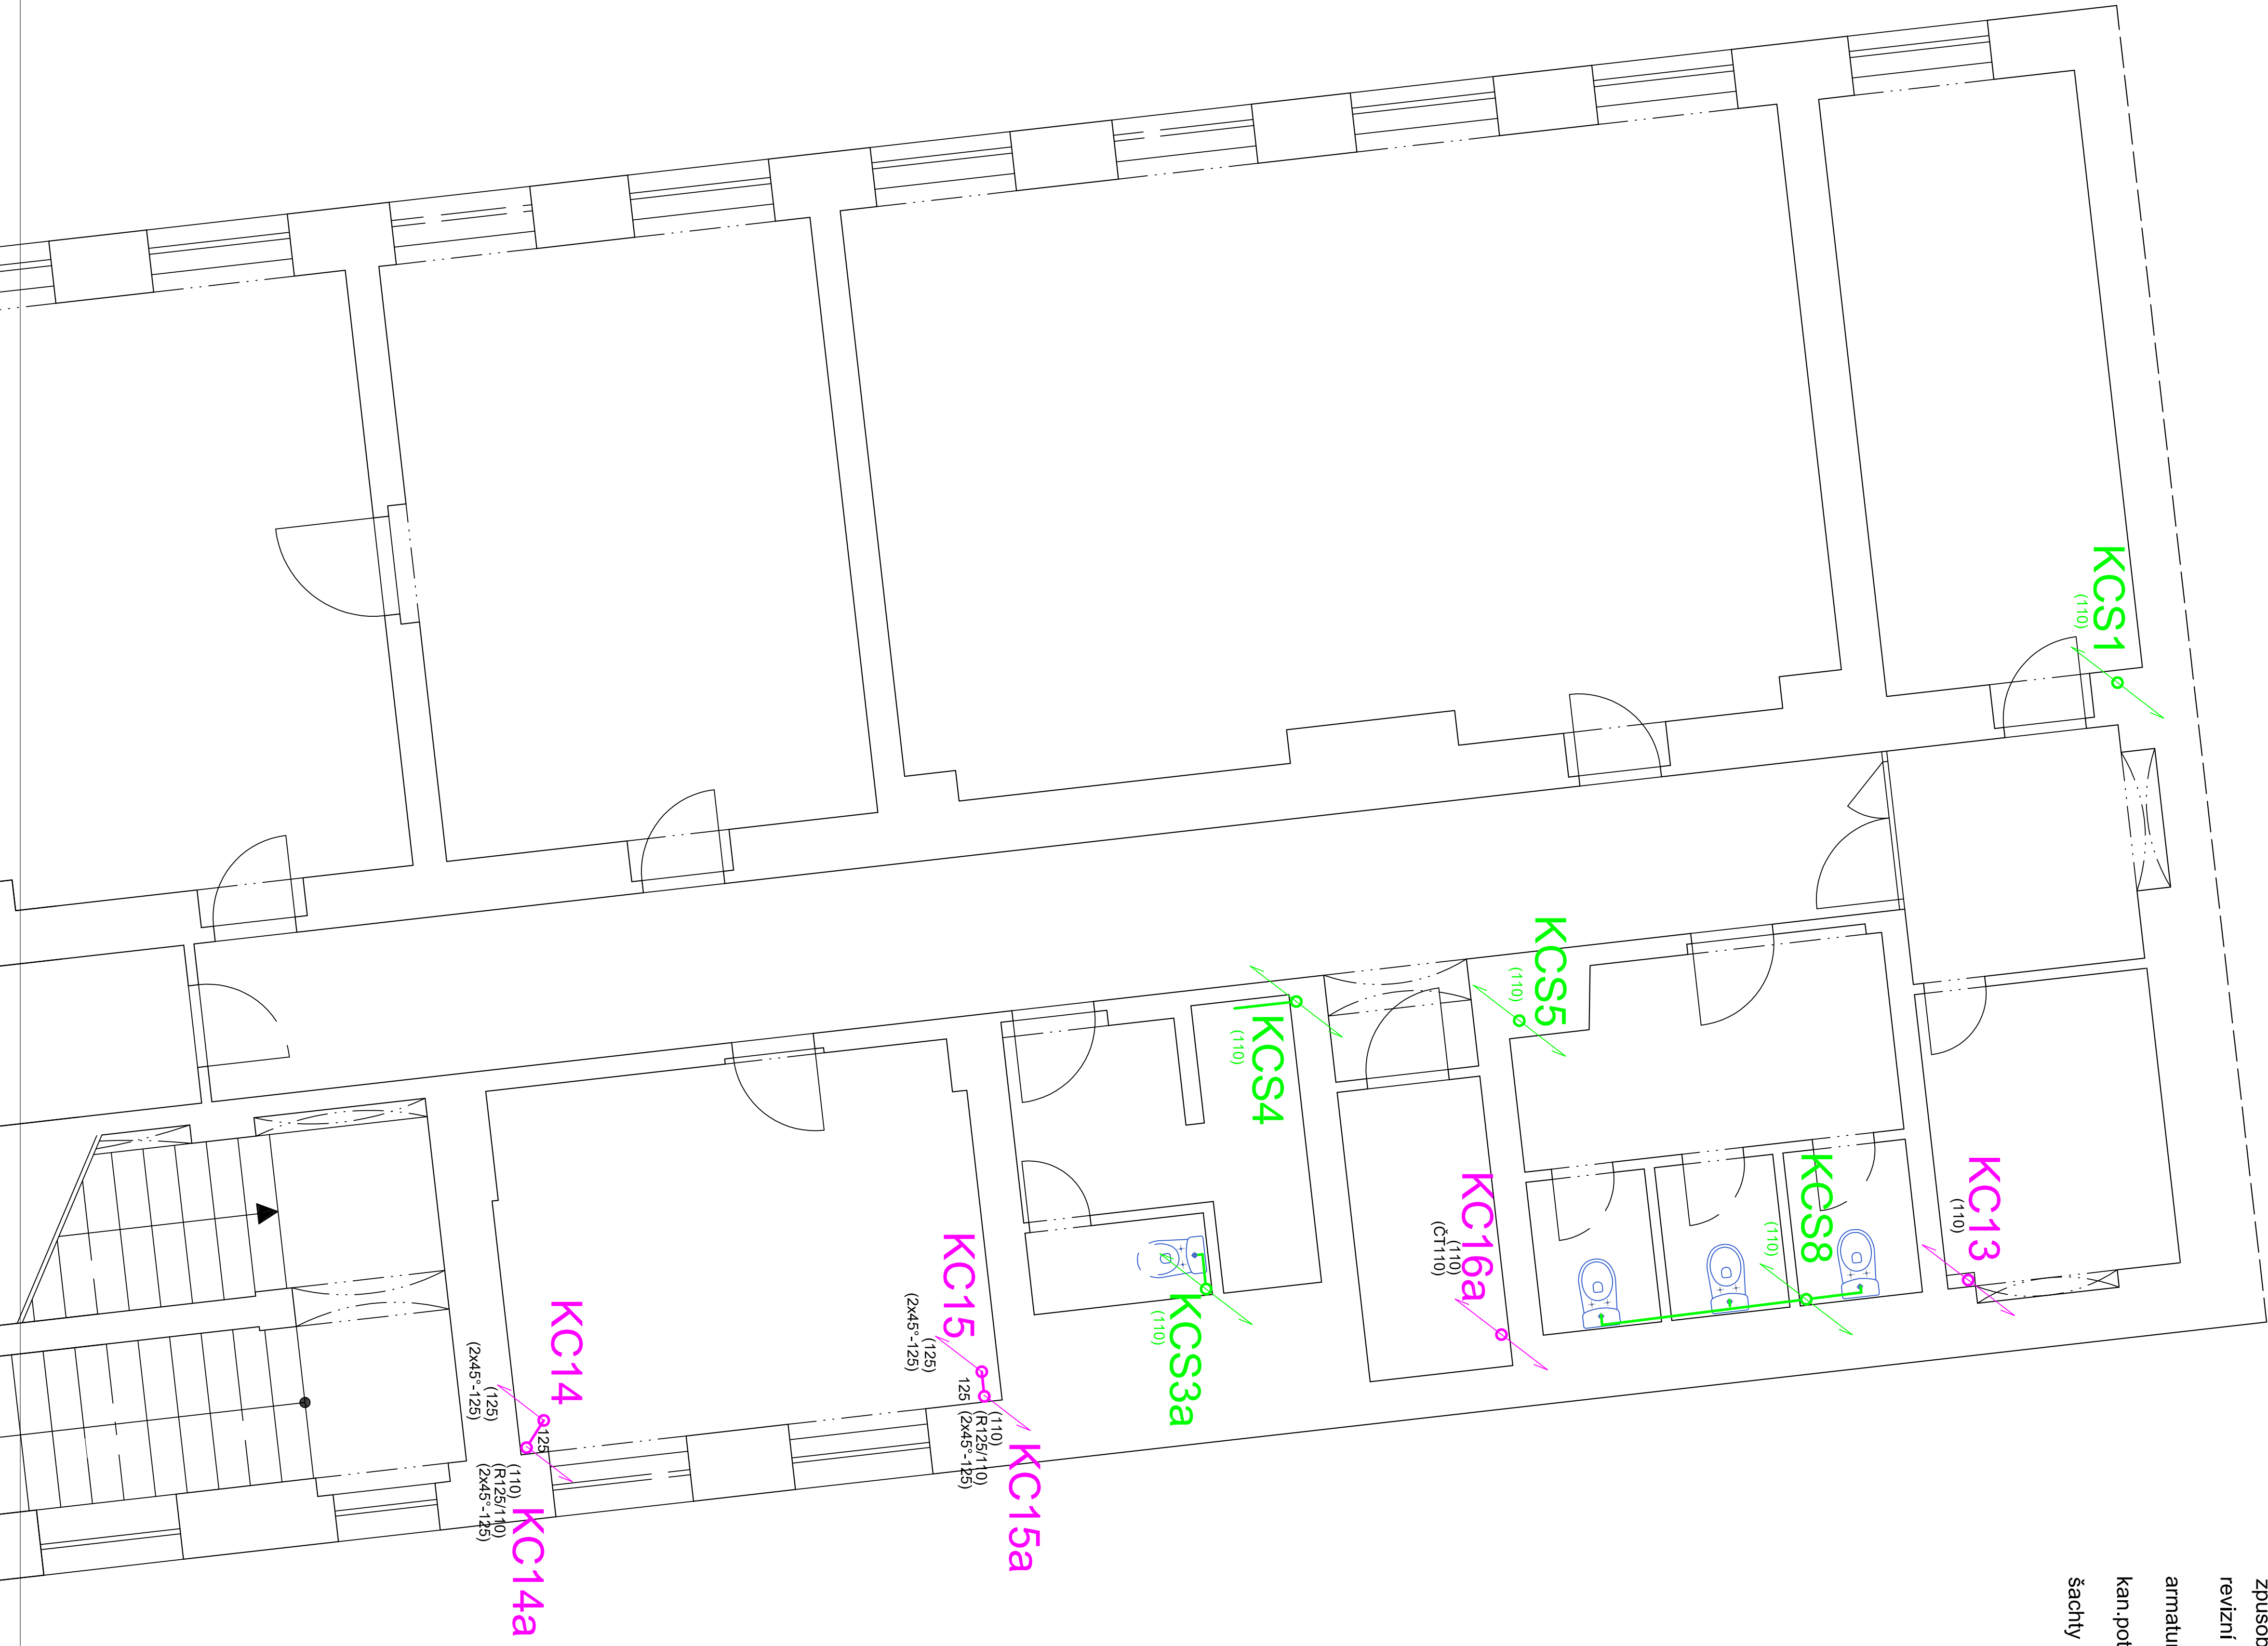 KCS1
(110)
KCS5
(110)
KCS4
(110)
KCS8
(110)
KC13
(110)
KC16a
(110)
(ČT110)
KCS3a
(110)
KC15
(125)
(2x45°-125)
125
(110)
(R125/110)
(2x45°-125)
KC15a
KC14
(125)
(2x45°-125)
125
(110)
(R125/110)
(2x45°-125)
KC14a
revizní
kan.pot
šachty